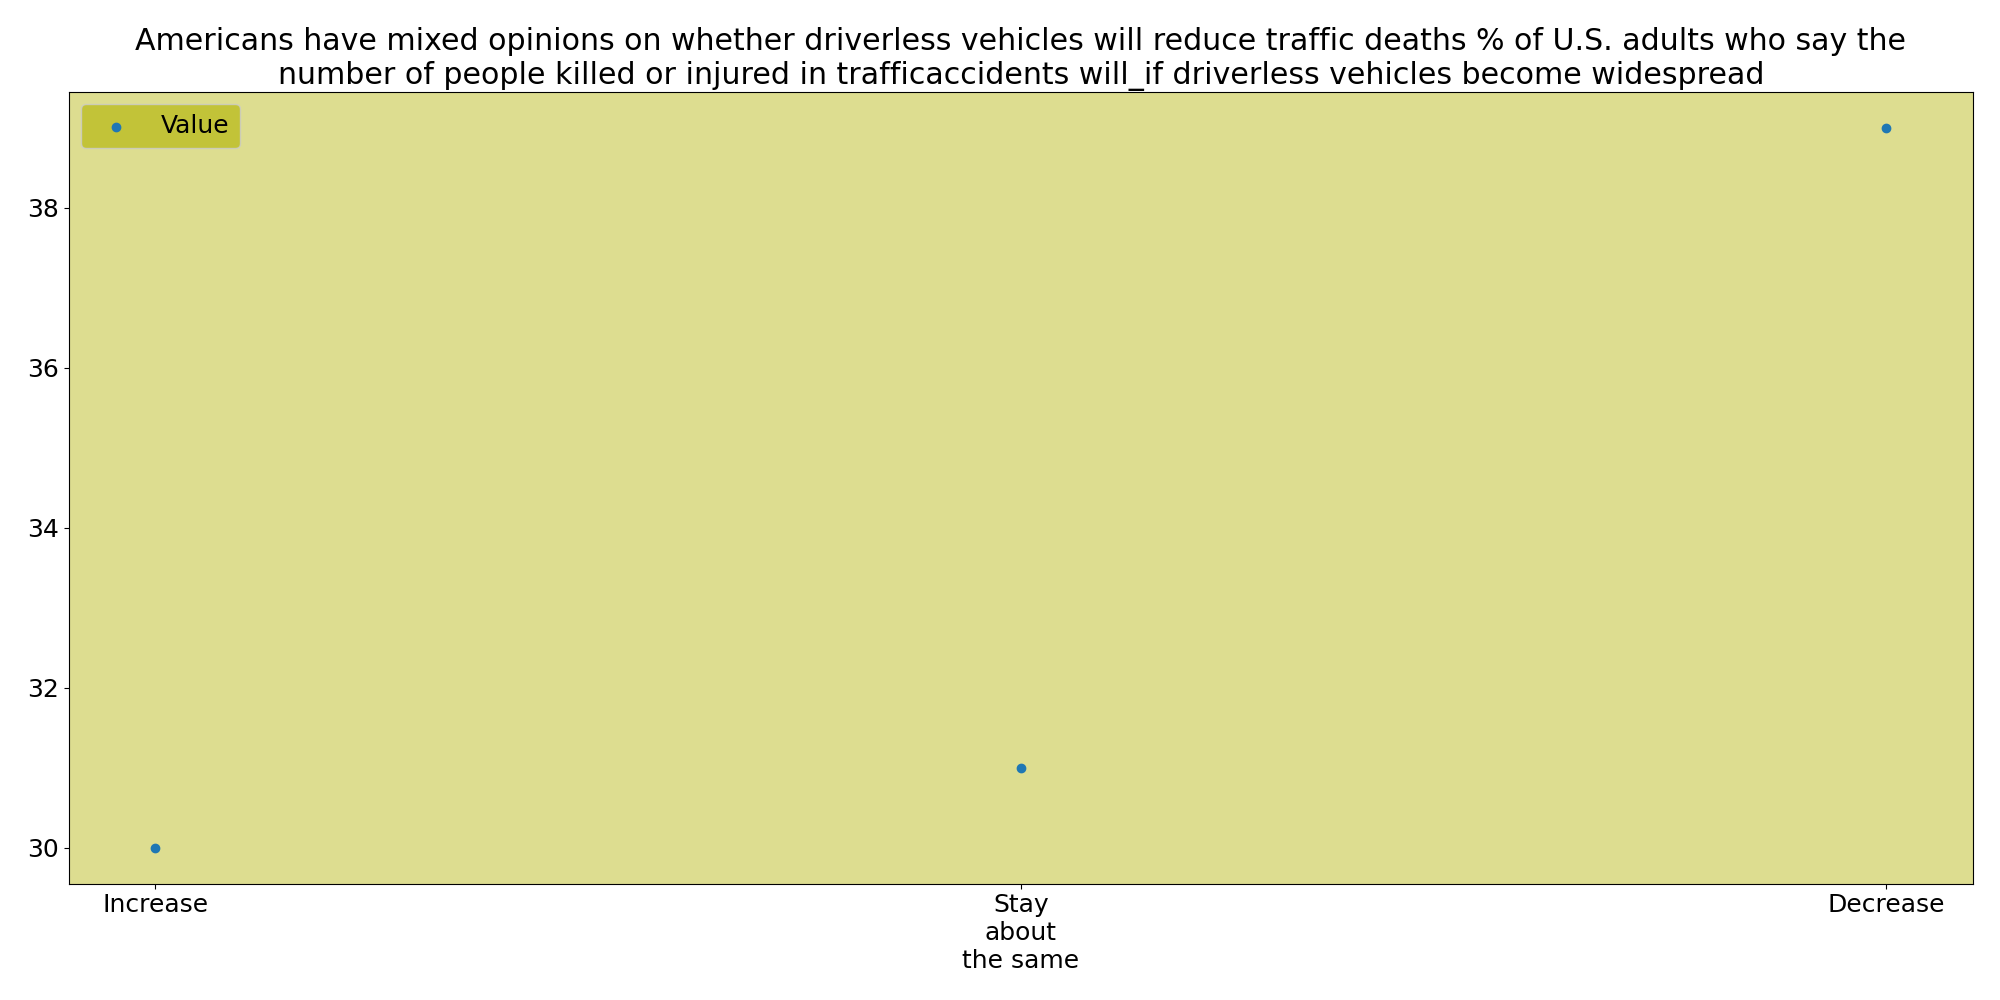 Americans have mixed opinions on whether driverless vehicles will reduce traffic deaths % of U.S. adults who say the
number of people killed or injured in trafficaccidents will_if driverless vehicles become widespread
Value
38
36
34
32
30
Increase
Stay
about
the same
Decrease